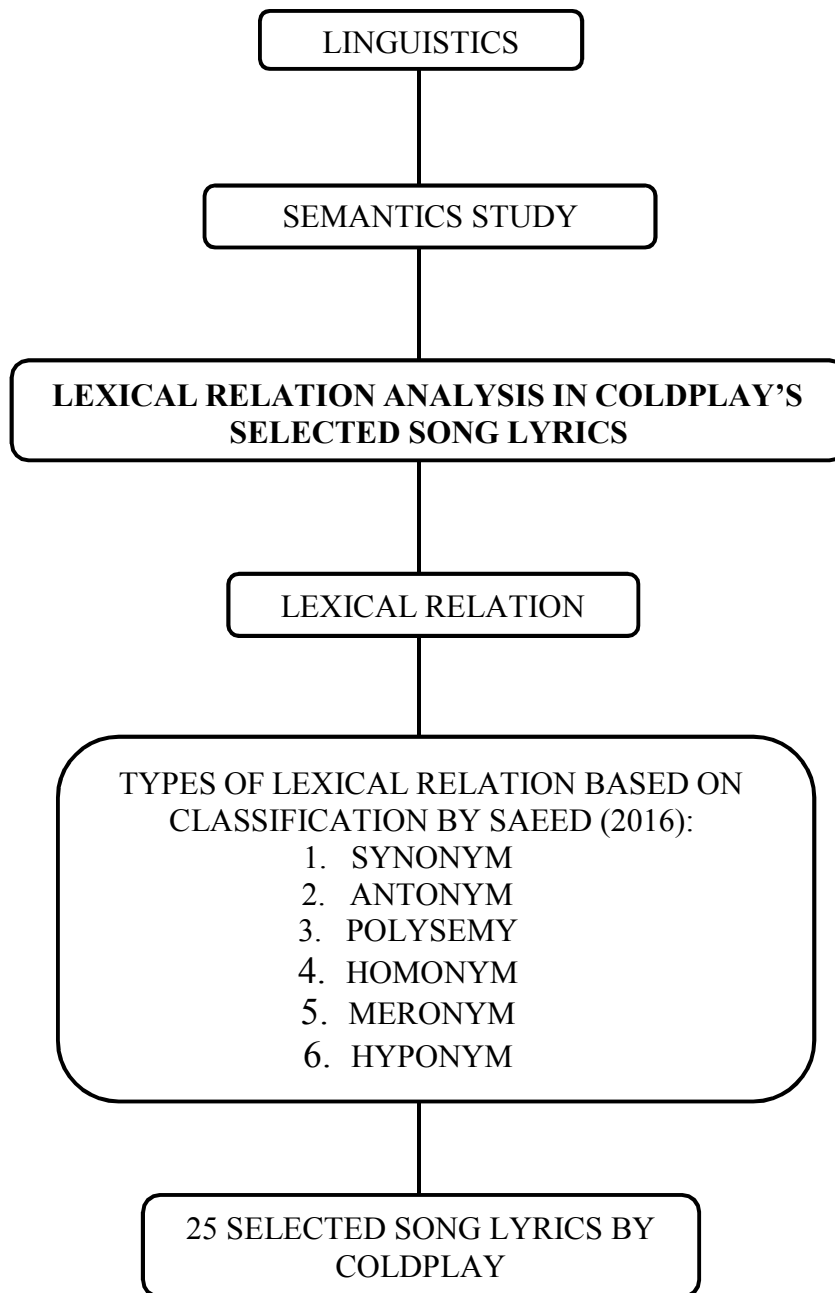 LINGUISTICS
SEMANTICS STUDY
LEXICAL RELATION ANALYSIS IN COLDPLAY’S
SELECTED SONG LYRICS
LEXICAL RELATION
TYPES OF LEXICAL RELATION BASED ON
CLASSIFICATION BY SAEED (2016):
1. SYNONYM
2. ANTONYM
3. POLYSEMY
4. HOMONYM
5. MERONYM
6. HYPONYM
25 SELECTED SONG LYRICS BY
COLDPLAY